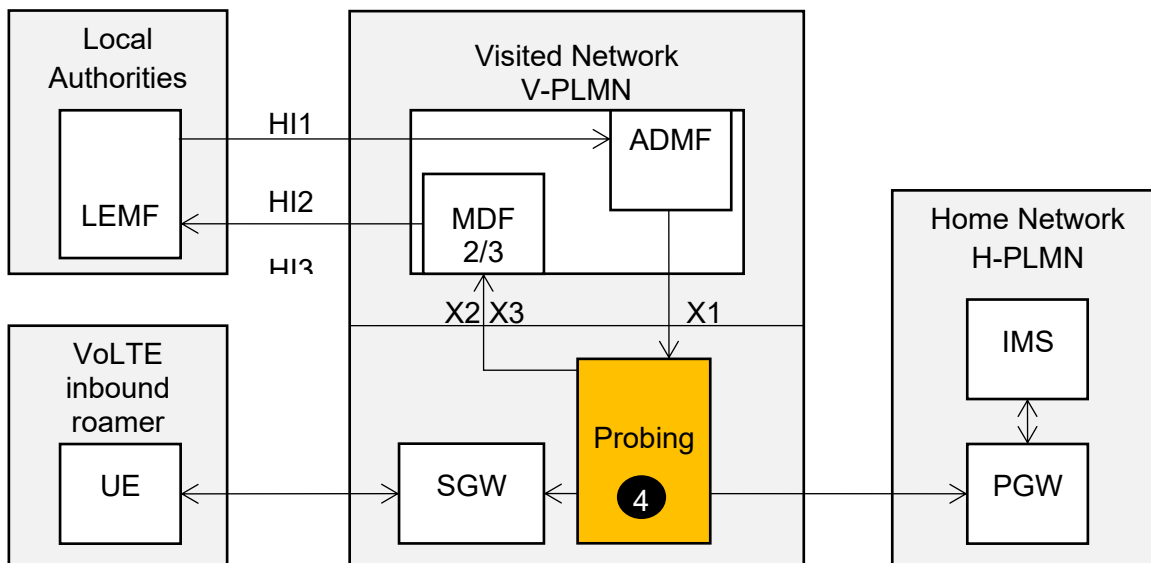 Local
Authorities
LEMF
HI1
HI2
HI3
Visited Network
V-PLMN
ADMF
MDF
2/3
X2 X3
X1
VoLTE
inbound
roamer
UE
SGW
Probing
4
Home Network
H-PLMN
IMS
PGW